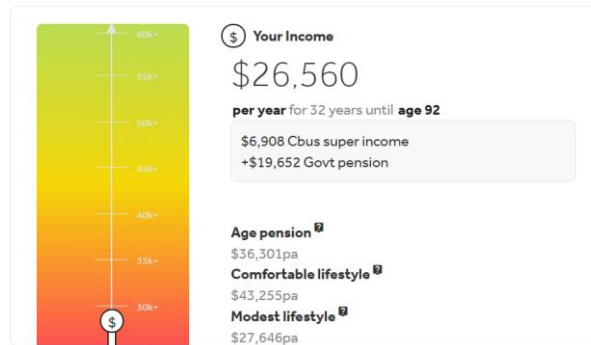 60k+
55k+
50k+
45k+
40k+
35k+
30k+
$
$ Your Income
$26,560
per year for 32 years until age 92
$6,908 Cbus super income
+$19,652 Govt pension
Age pension ?
$36,301pa
Comfortable lifestyle ?
$43,255pa
Modest lifestyle ?
$27,646pa